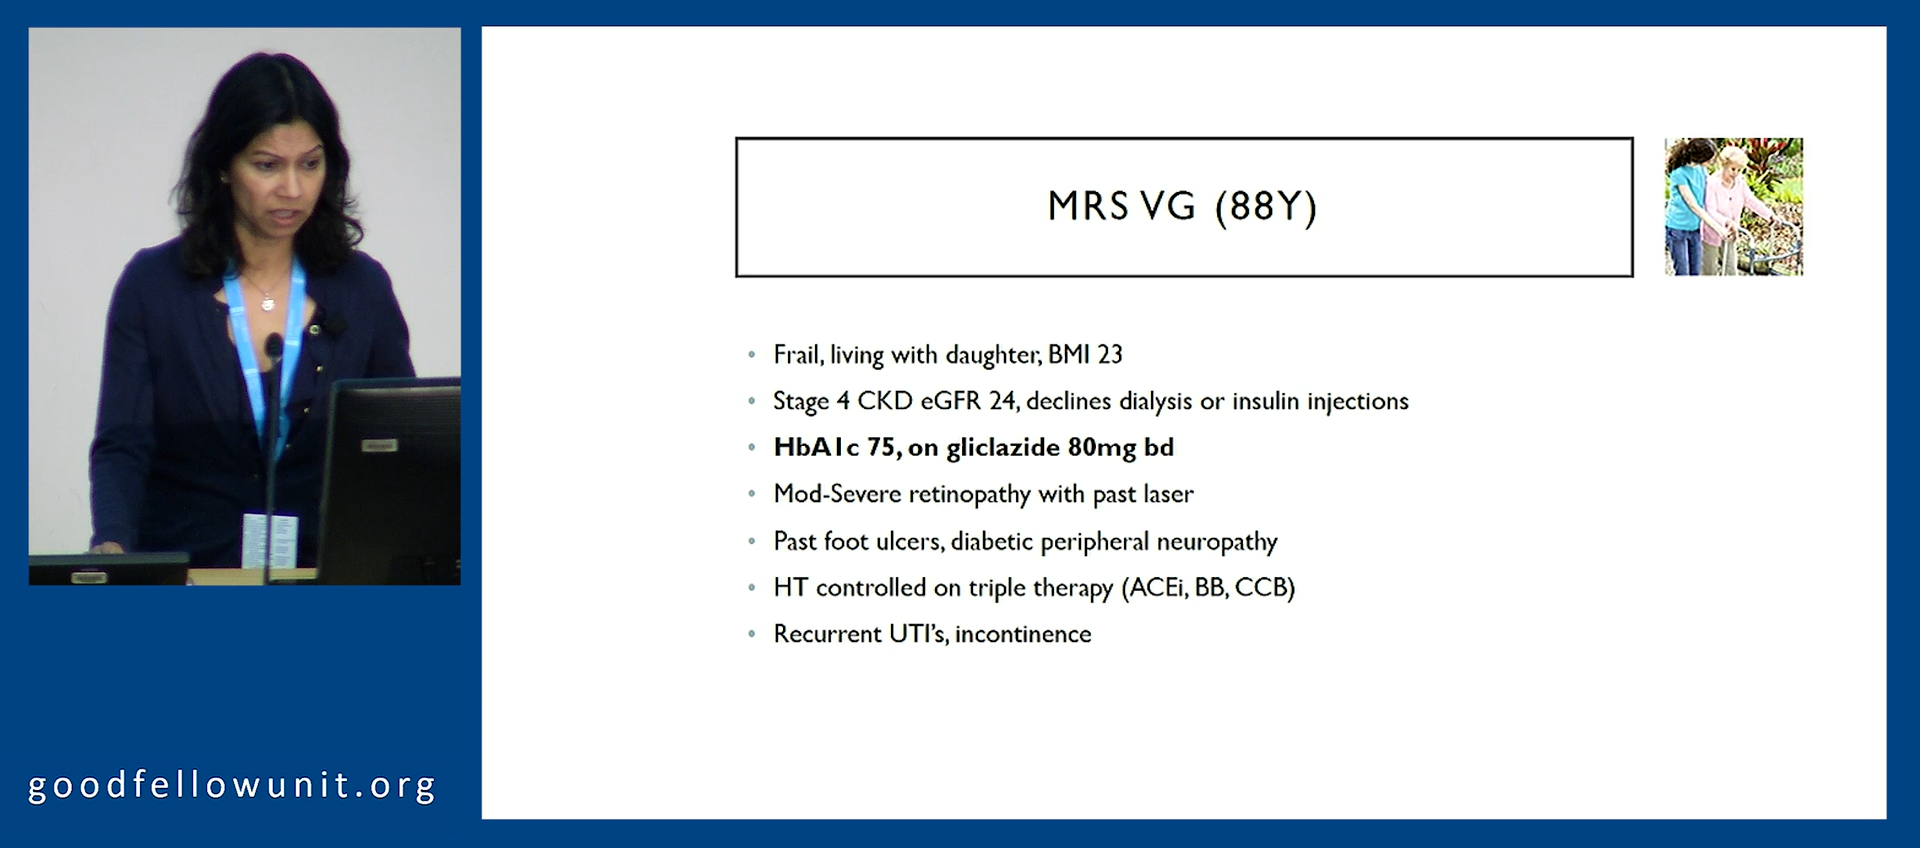 MRS VG (88Y)
Frail, living with daughter, BMI 23
Stage 4 CKD eGFR 24, declines dialysis or insulin injections
HbA1c 75, on gliclazide 80mg bd
Mod-Severe retinopathy with past laser
Past foot ulcers, diabetic peripheral neuropathy
HT controlled on triple therapy (ACEi, BB, CCB)
Recurrent UTI's, incontinence
goodfellowunit.org